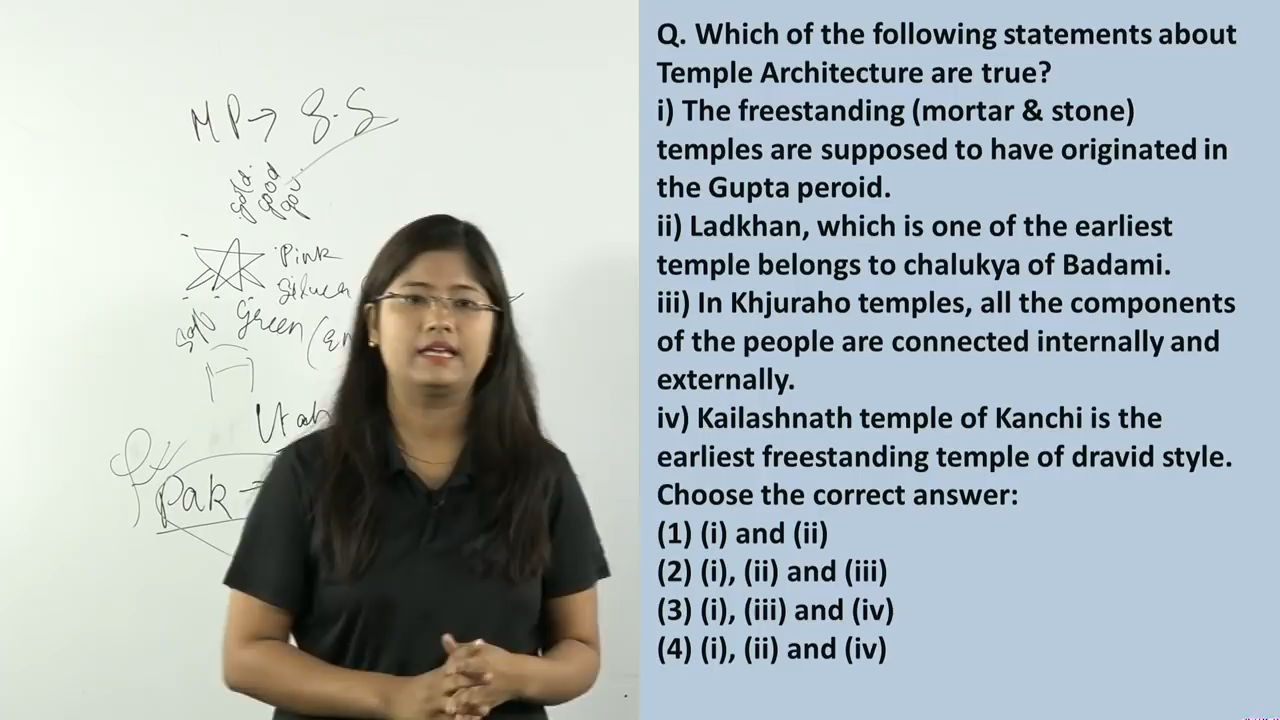 MP → g.s
gold god god
Pink
Silver
Green
Pak →
Q. Which of the following statements about
Temple Architecture are true?
i) The freestanding (mortar & stone)
temples are supposed to have originated in
the Gupta peroid.
ii) Ladkhan, which is one of the earliest
temple belongs to chalukya of Badami.
iii) In Khjuraho temples, all the components
of the people are connected internally and
externally.
iv) Kailashnath temple of Kanchi is the
earliest freestanding temple of dravid style.
Choose the correct answer:
(1) (i) and (ii)
(2) (i), (ii) and (iii)
(3) (i), (iii) and (iv)
(4) (i), (ii) and (iv)